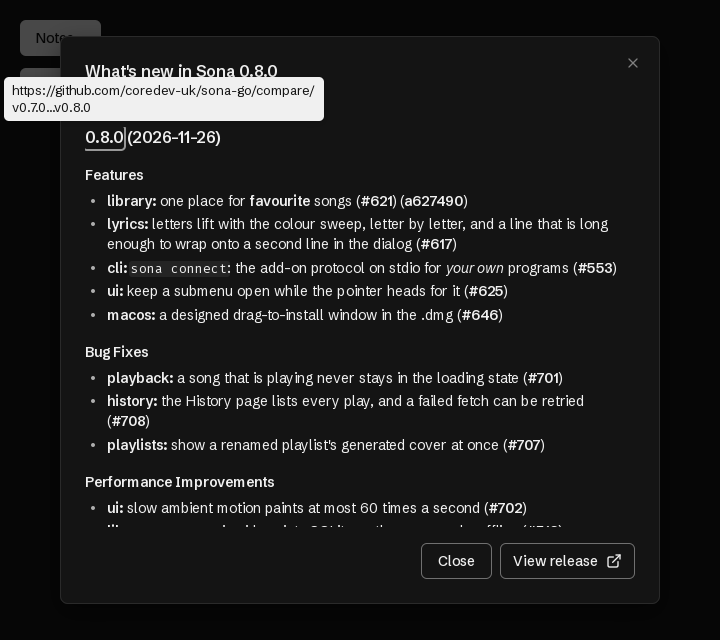 Notes
What's new in Sona 0.8.0
https://github.com/coredev-uk/sona-go/compare/
v0.7.0...v0.8.0
0.8.0 (2026-11-26)
Features
• library: one place for favourite songs (#621) (a627490)
• lyrics: letters lift with the colour sweep, letter by letter, and a line that is long
enough to wrap onto a second line in the dialog (#617)
• cli: sona connect: the add-on protocol on stdio for your own programs (#553)
• ui: keep a submenu open while the pointer heads for it (#625)
• macos: a designed drag-to-install window in the .dmg (#646)
Bug Fixes
• playback: a song that is playing never stays in the loading state (#701)
• history: the History page lists every play, and a failed fetch can be retried
(#708)
• playlists: show a renamed playlist's generated cover at once (#707)
Performance Improvements
• ui: slow ambient motion paints at most 60 times a second (#702)
Close
View release